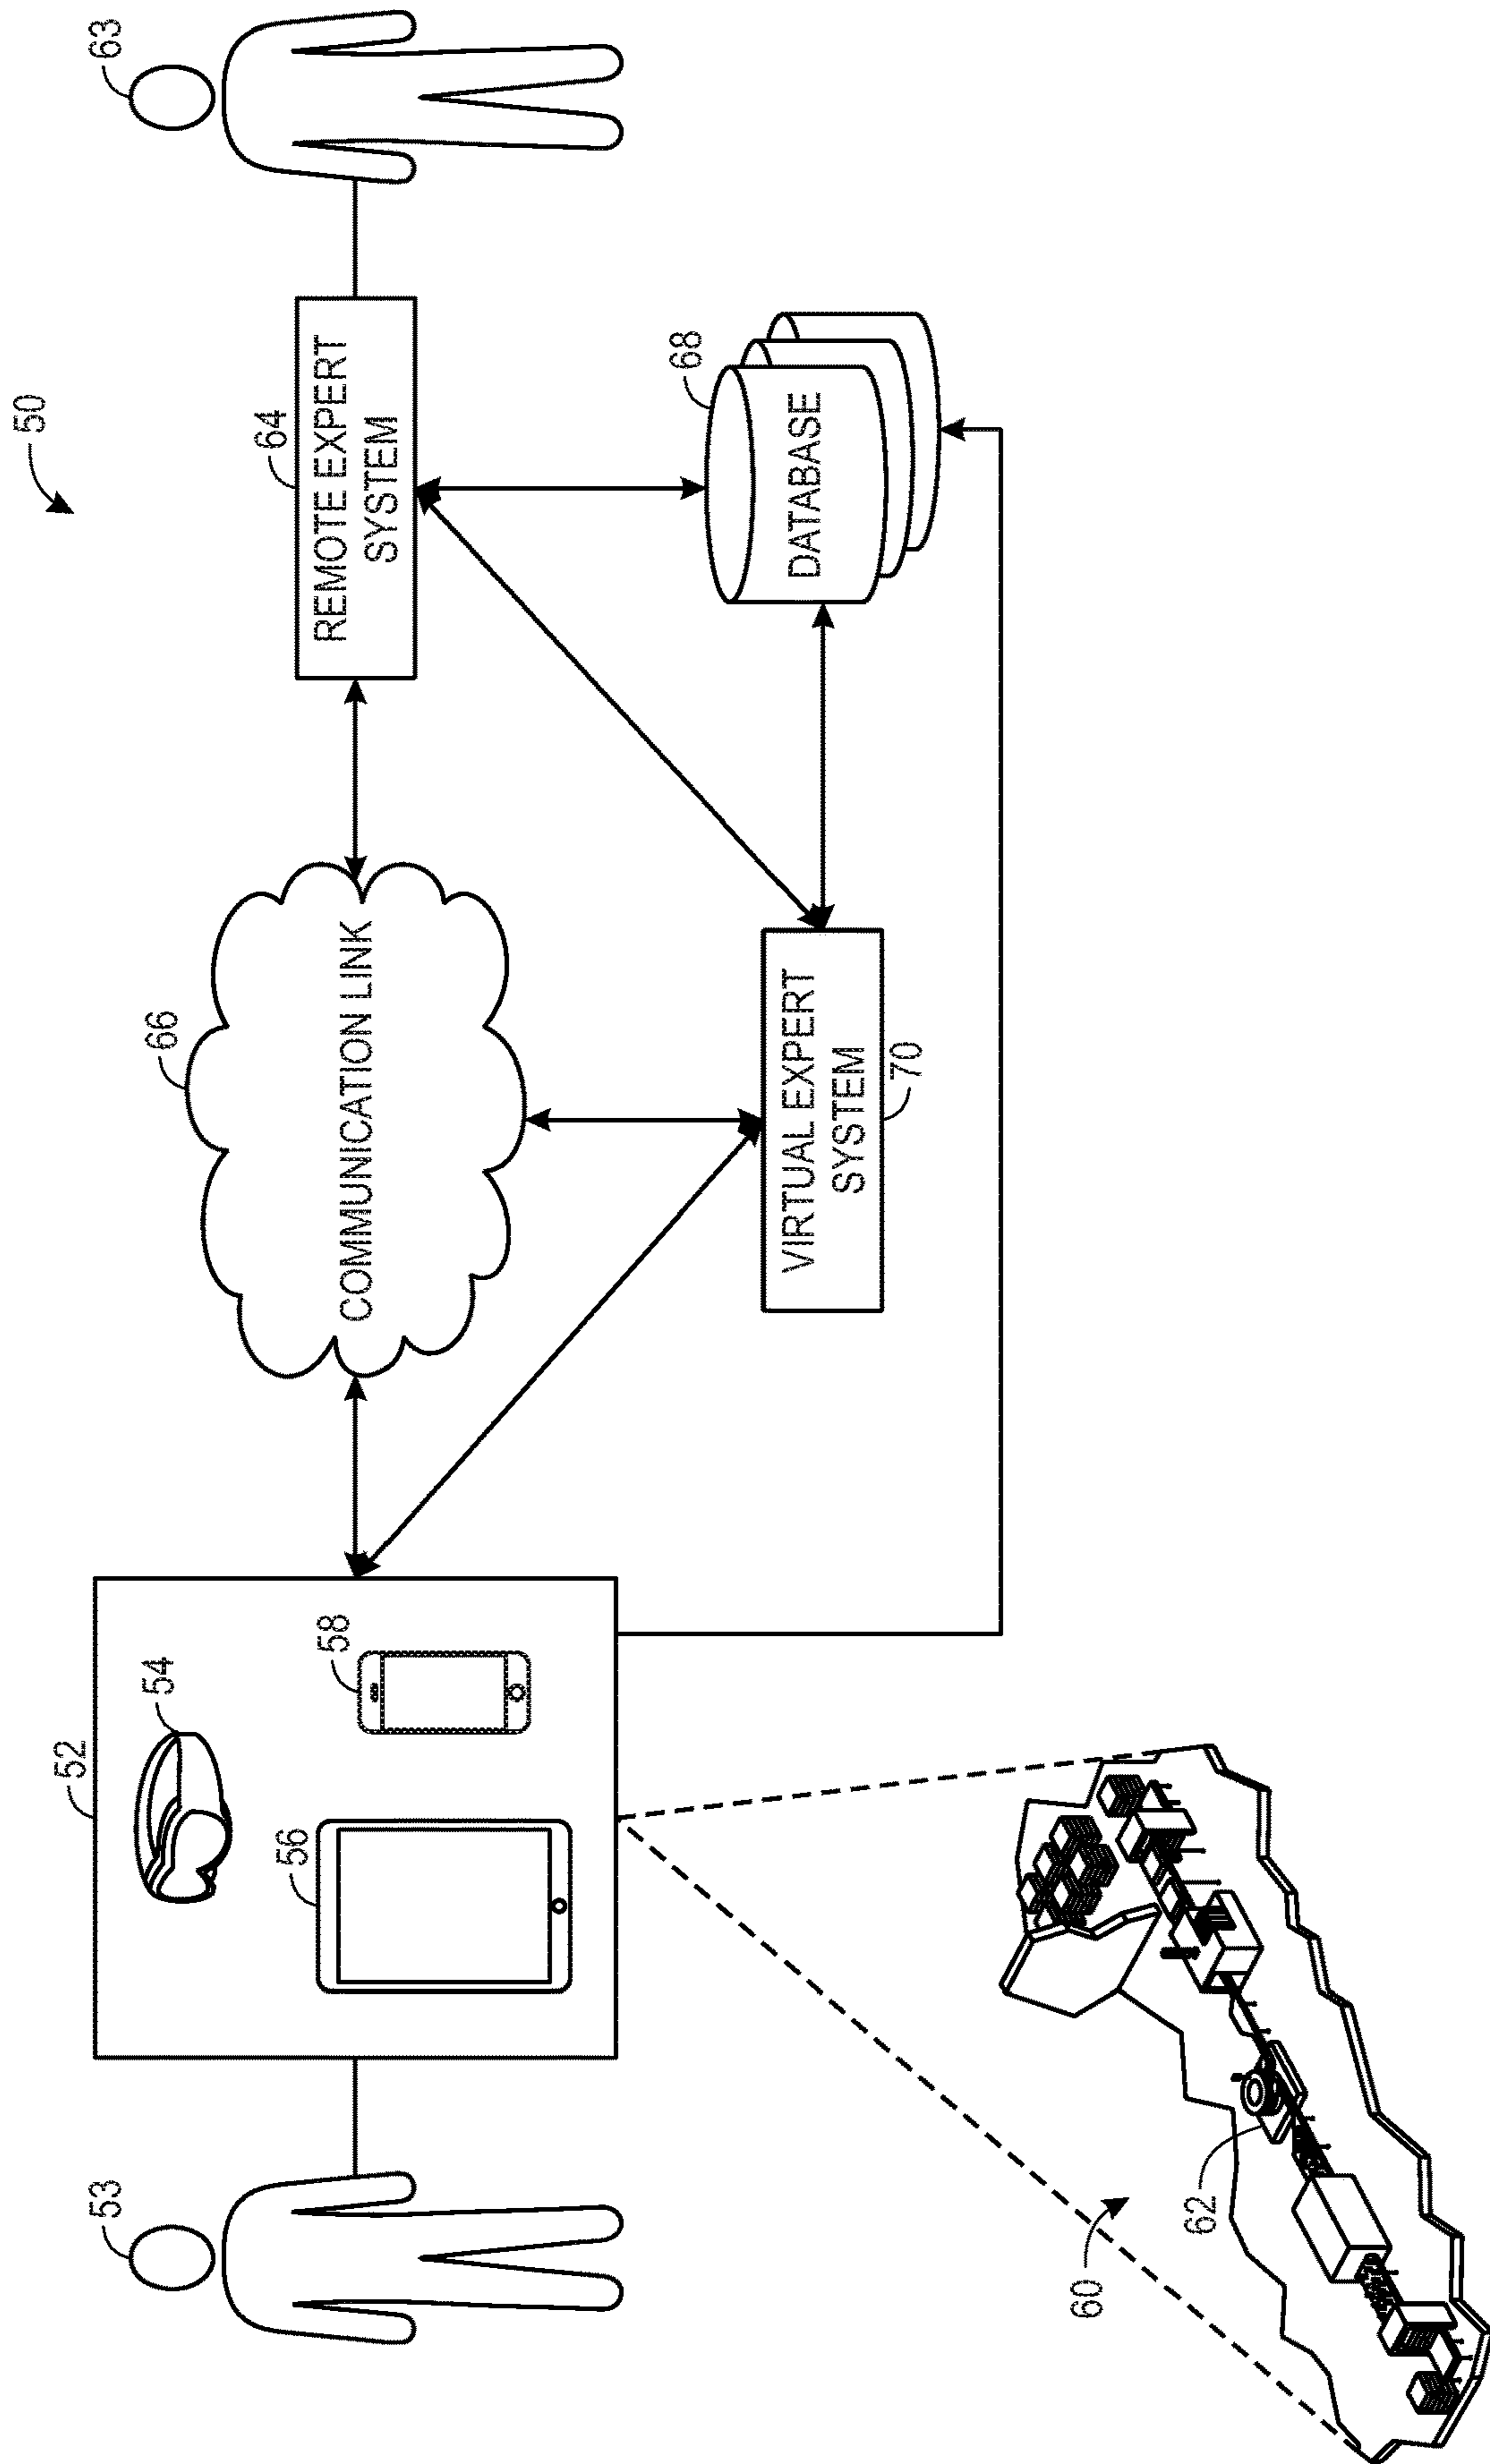 50
53
52
54
56
58
66
COMMUNICATION LINK
64
REMOTE EXPERT
SYSTEM
63
68
DATABASE
VIRTUAL EXPERT
SYSTEM
70
60
62